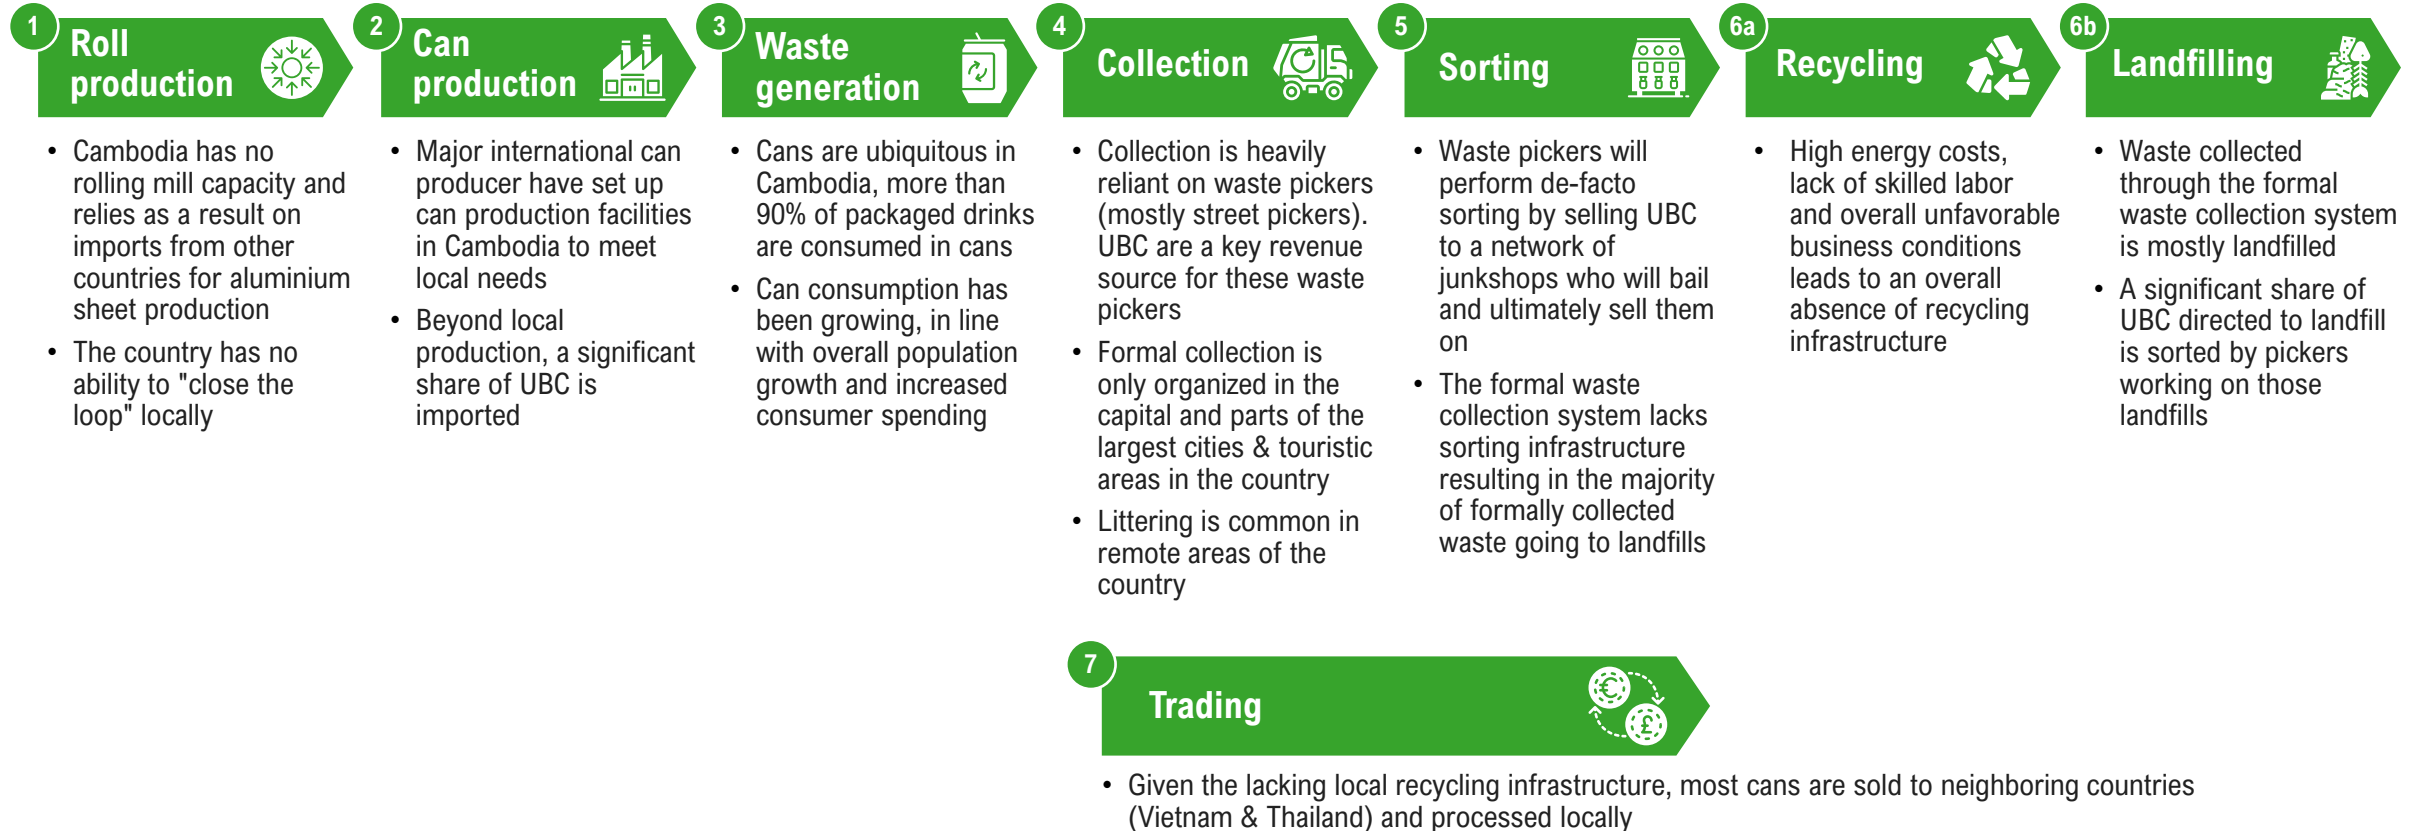 1
Roll
production
• Cambodia has no
rolling mill capacity and
relies as a result on
imports from other
countries for aluminium
sheet production
• The country has no
ability to "close the
loop" locally
2
Can
production
• Major international can
producer have set up
can production facilities
in Cambodia to meet
local needs
• Beyond local
production, a significant
share of UBC is
imported
3
Waste
generation
• Cans are ubiquitous in
Cambodia, more than
90% of packaged drinks
are consumed in cans
• Can consumption has
been growing, in line
with overall population
growth and increased
consumer spending
4
Collection
• Collection is heavily
reliant on waste pickers
(mostly street pickers).
UBC are a key revenue
source for these waste
pickers
• Formal collection is
only organized in the
capital and parts of the
largest cities & touristic
areas in the country
• Littering is common in
remote areas of the
country
5
Sorting
• Waste pickers will
perform de-facto
sorting by selling UBC
to a network of
junkshops who will bail
and ultimately sell them
on
• The formal waste
collection system lacks
sorting infrastructure
resulting in the majority
of formally collected
waste going to landfills
6a
Recycling
• High energy costs,
lack of skilled labor
and overall unfavorable
business conditions
leads to an overall
absence of recycling
infrastructure
6b
Landfilling
• Waste collected
through the formal
waste collection system
is mostly landfilled
• A significant share of
UBC directed to landfill
is sorted by pickers
working on those
landfills
7
Trading
€
£
• Given the lacking local recycling infrastructure, most cans are sold to neighboring countries
(Vietnam & Thailand) and processed locally